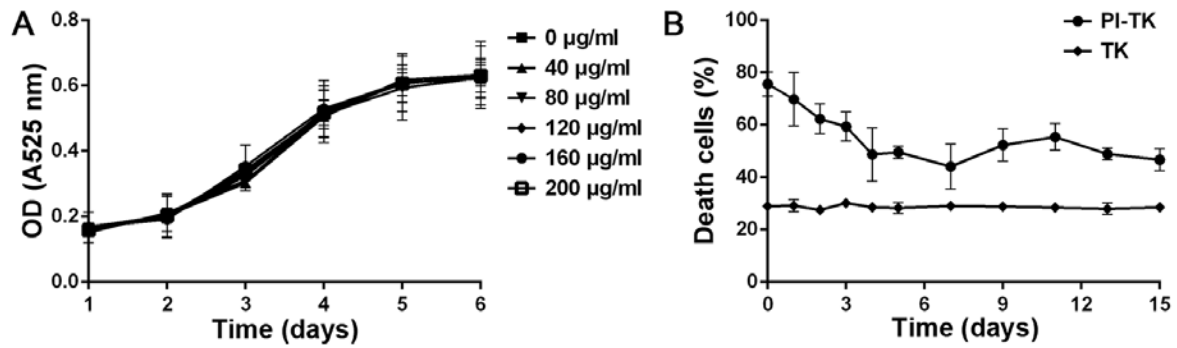 A
OD (A525 nm)
0.8
0.6
0.4
0.2
0.0
1 2 3 4 5 6
Time (days)
0 µg/ml
40 µg/ml
80 µg/ml
120 µg/ml
160 µg/ml
200 µg/ml
B
Death cells (%)
100
80
60
40
20
0
0 3 6 9 12 15
Time (days)
PI-TK
TK